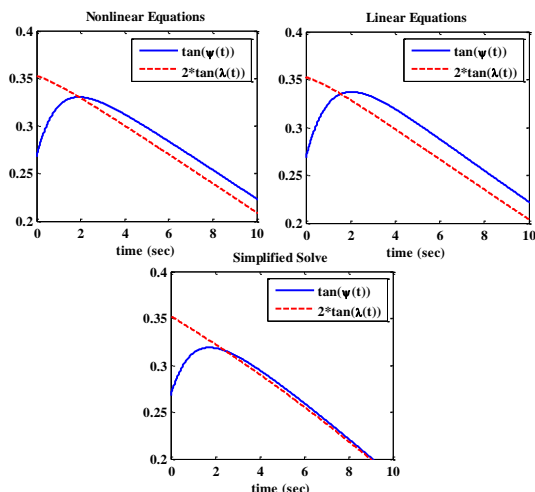 Nonlinear Equations
0.4
0.35
0.3
0.25
0.2
0 2 4 6 8 10
time (sec)
tan(ψ(t))
2*tan(λ(t))
Linear Equations
0.4
0.35
0.3
0.25
0.2
0 2 4 6 8 10
time (sec)
tan(ψ(t))
2*tan(λ(t))
Simplified Solve
0.4
0.35
0.3
0.25
0.2
0 2 4 6 8 10
time (sec)
tan(ψ(t))
2*tan(λ(t))